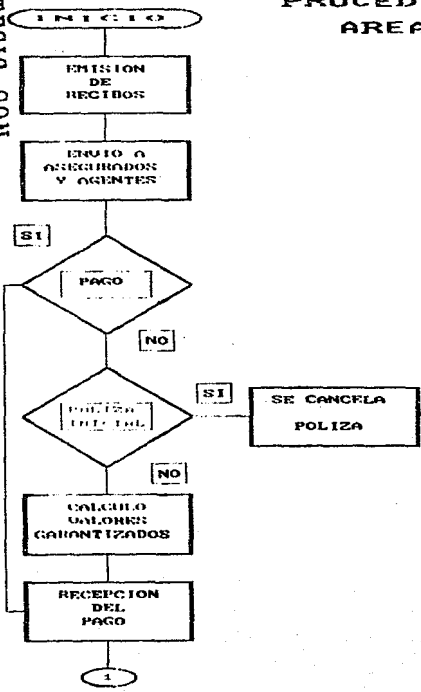 INICIO
PROCED
AREA
EMISION
DE
RECIBOS
ENVIO A
ASEGURADOS
Y AGENTES
SI
PAGO
NO
POLIZA
INICIAL
SI
SE CANCELA
POLIZA
NO
CALCULO
VALORES
GARANTIZADOS
RECEPCION
DEL
PAGO
1